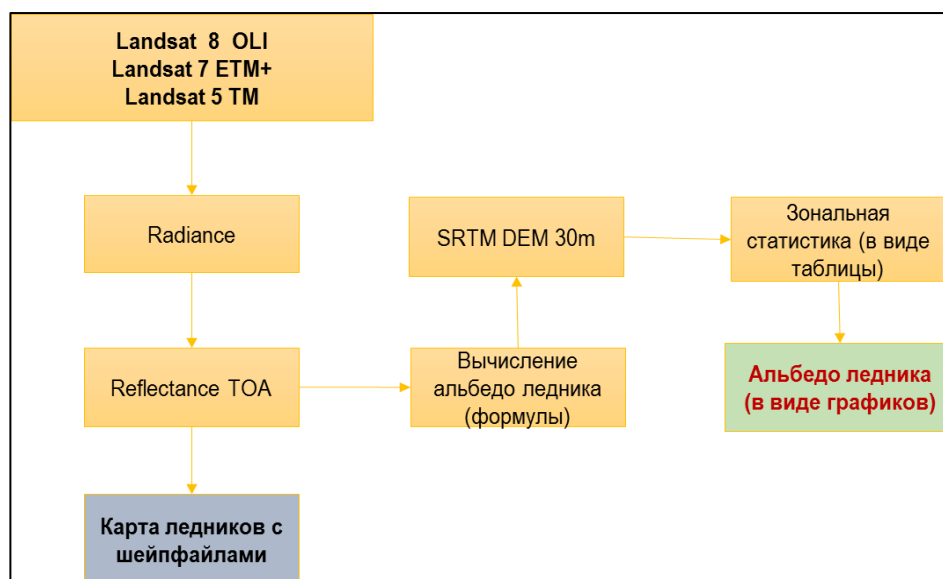 Landsat 8 OLI
Landsat 7 ETM+
Landsat 5 TM
Radiance
SRTM DEM 30m
Зональная
статистика (в виде
таблицы)
Reflectance TOA
Вычисление
альбедо ледника
(формулы)
Альбедо ледника
(в виде графиков)
Карта ледников с
шейпфайлами